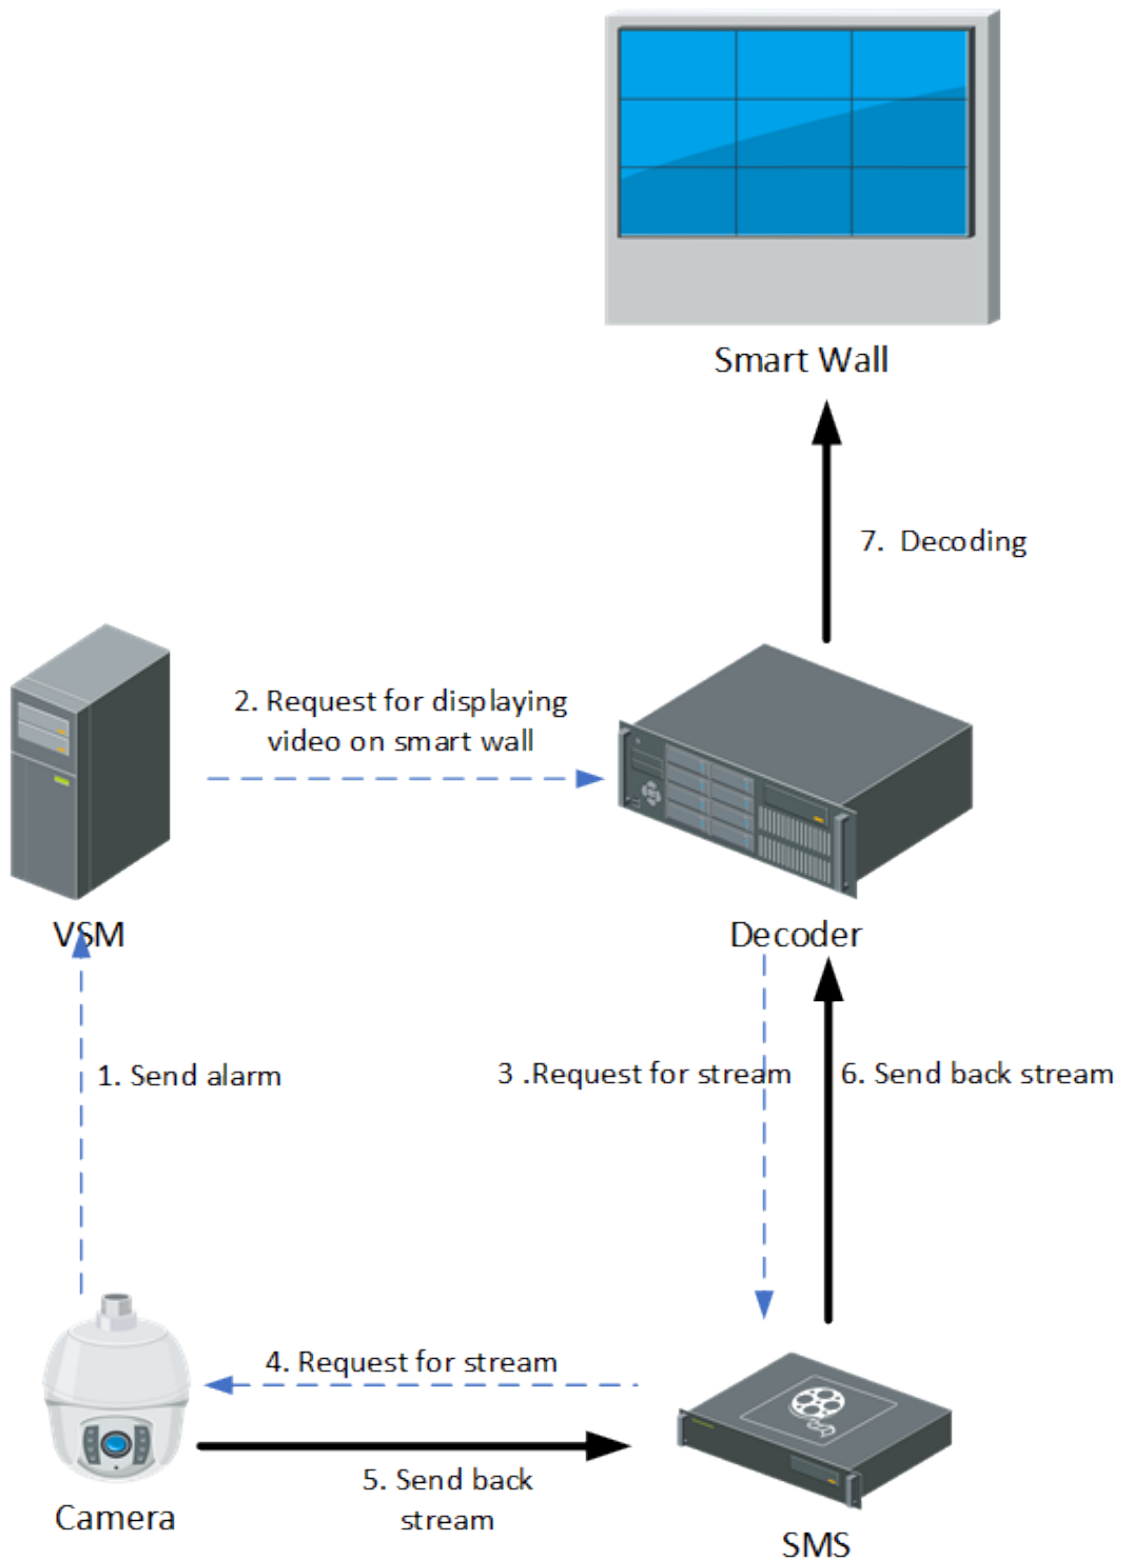 Smart Wall
7. Decoding
2. Request for displaying
video on smart wall
VSM
Decoder
1. Send alarm
3 .Request for stream
6. Send back stream
4. Request for stream
5. Send back
stream
Camera
SMS